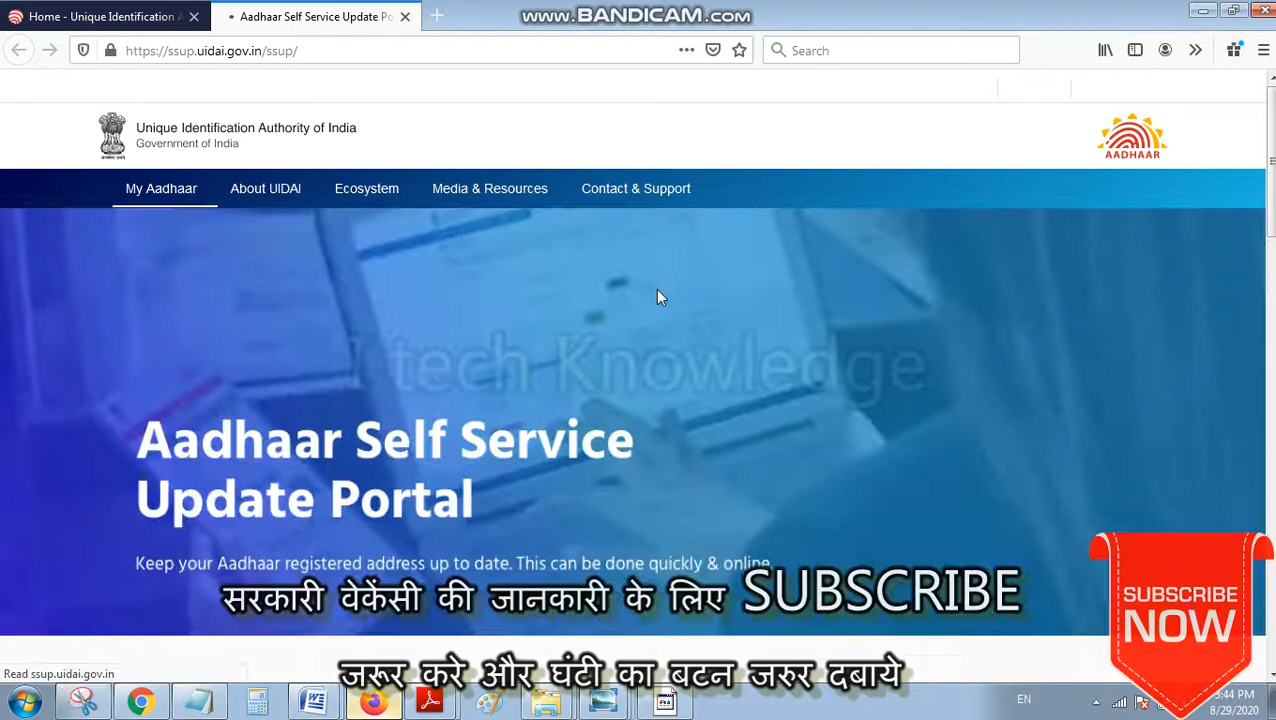 Home - Unique Identification A
Aadhaar Self Service Update Po
www.BANDICAM.com
https://ssup.uidai.gov.in/ssup/
Search
Unique Identification Authority of India
Government of India
AADHAAR
My Aadhaar
About UIDAI
Ecosystem
Media & Resources
Contact & Support
tech Knowledge
Aadhaar Self Service
Update Portal
Keep your Aadhaar registered address up to date. This can be done quickly & online.
सरकारी वेकेंसी की जानकारी के लिए SUBSCRIBE
जरूर करे और घंटी का बटन जरुर दबाये
SUBSCRIBE
NOW
Read ssup.uidai.gov.in
EN
:44 PM
8/29/2020